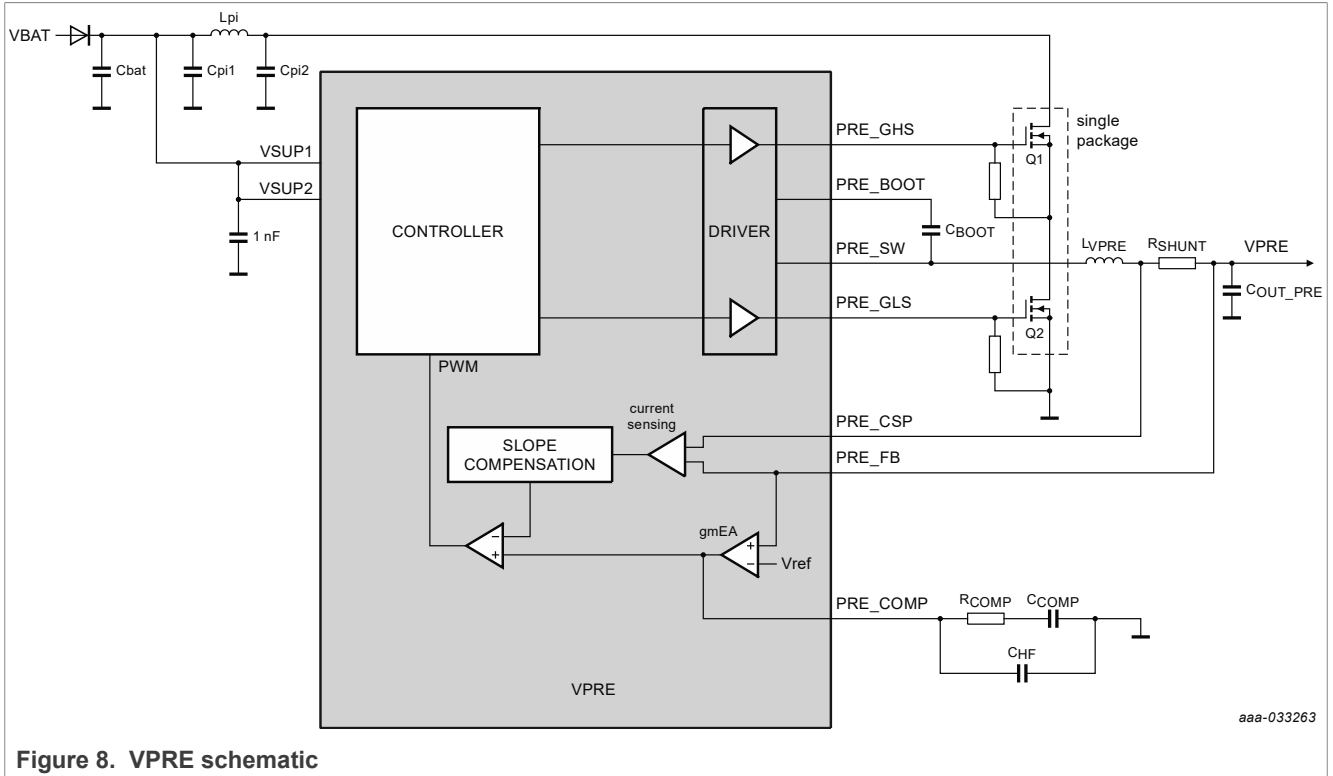 VBAT
Lpi
Cbat
Cpi1
Cpi2
VSUP1
VSUP2
1 nF
CONTROLLER
PWM
DRIVER
PRE_GHS
PRE_BOOT
CBOOT
PRE_SW
PRE_GLS
single
package
Q1
Q2
LVPRE
RSHUNT
VPRE
COUT_PRE
current
sensing
SLOPE
COMPENSATION
PRE_CSP
PRE_FB
gmEA
+
−
Vref
−
+
PRE_COMP
RCOMP
CCOMP
CHF
VPRE
aaa-033263
Figure 8. VPRE schematic